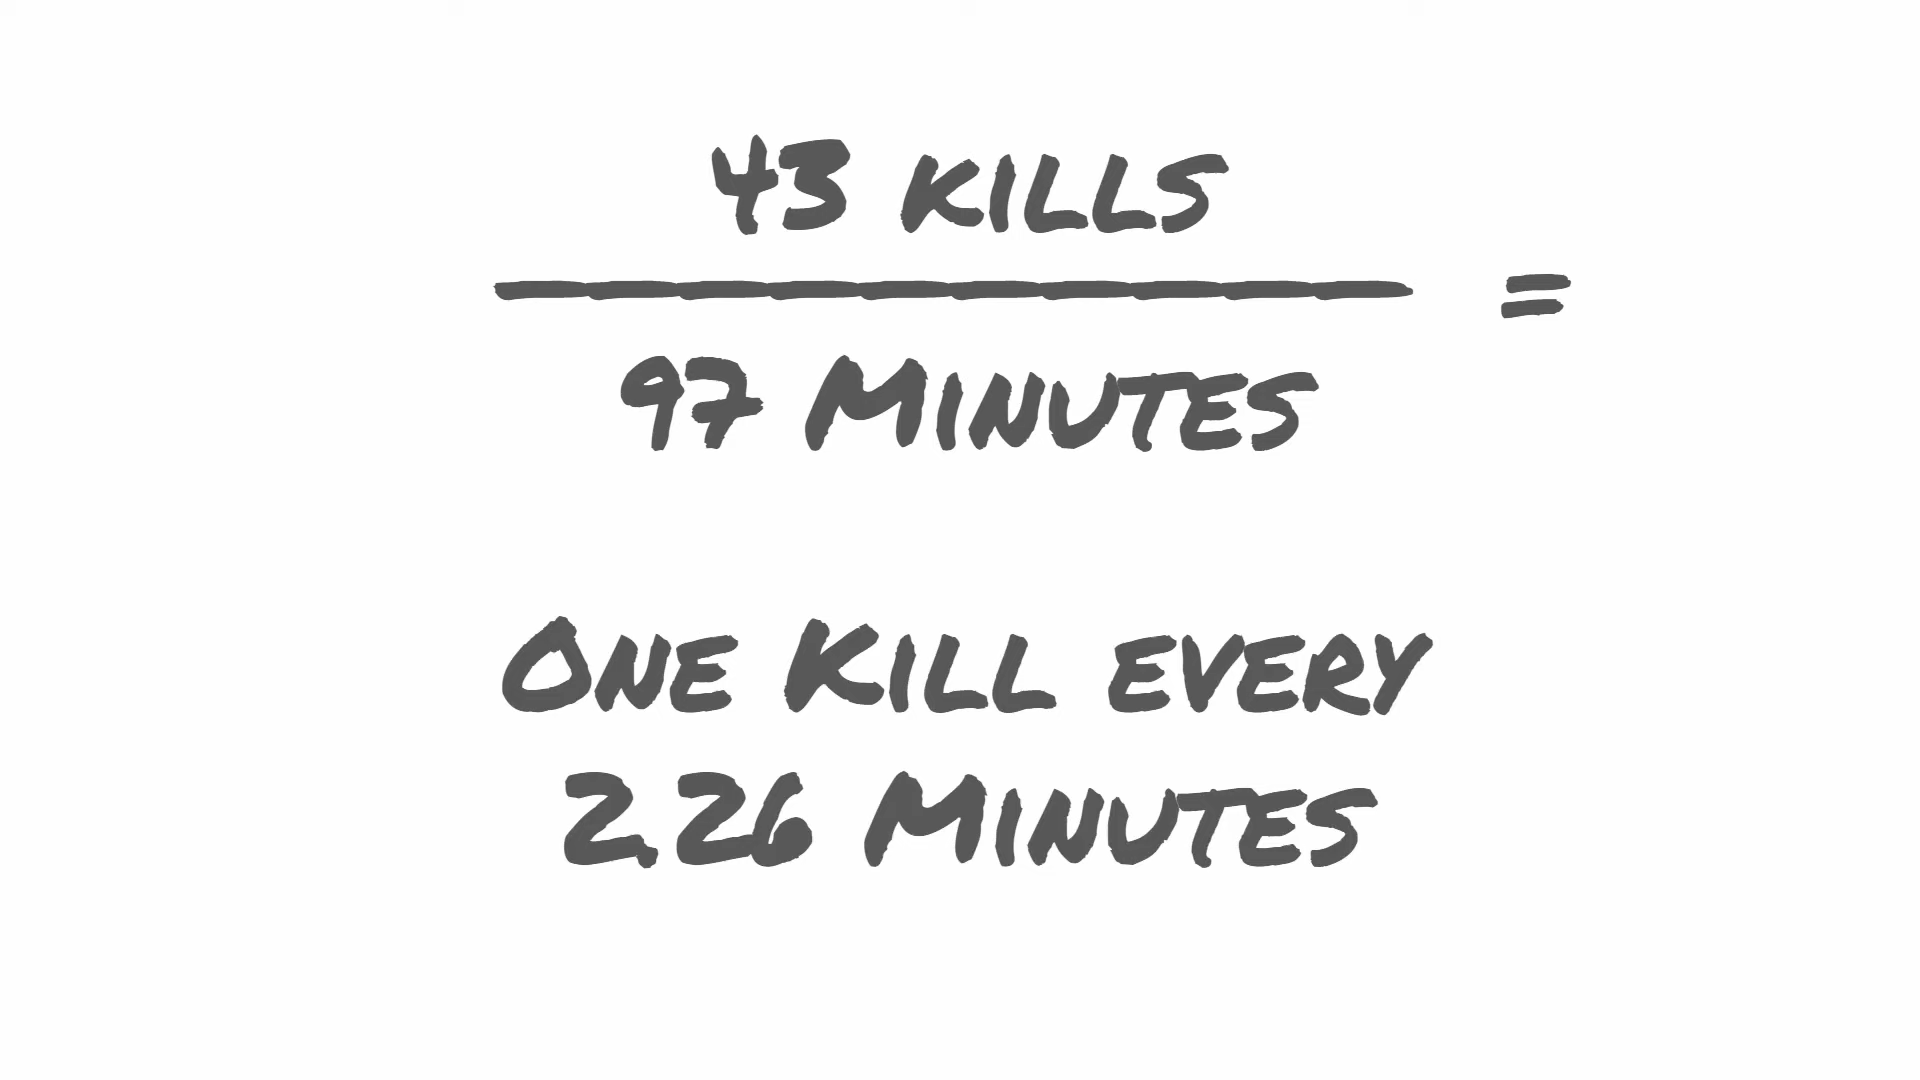 43 kills
=
97 Minutes
One Kill every
2.26 Minutes